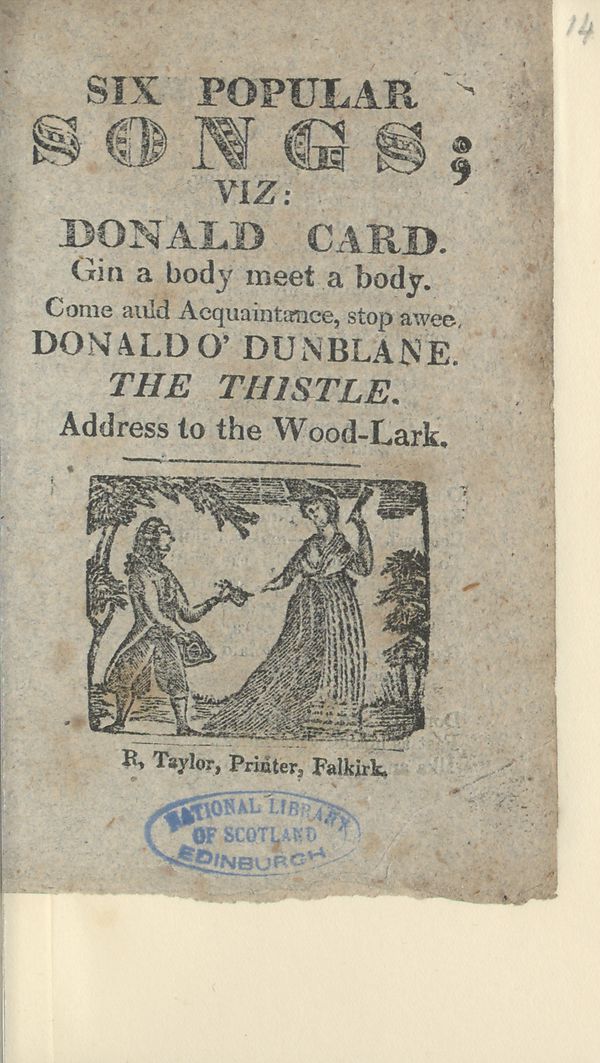 14
SIX POPULAR
SONGS;
VIZ:
DONALD CARD.
Gin a body meet a body.
Come auld Acquaintance, stop awee.
DONALD O' DUNBLANE.
THE THISTLE.
Address to the Wood-Lark.
R, Taylor, Printer, Falkirk.
NATIONAL LIBRARY
OF SCOTLAND
EDINBURGH